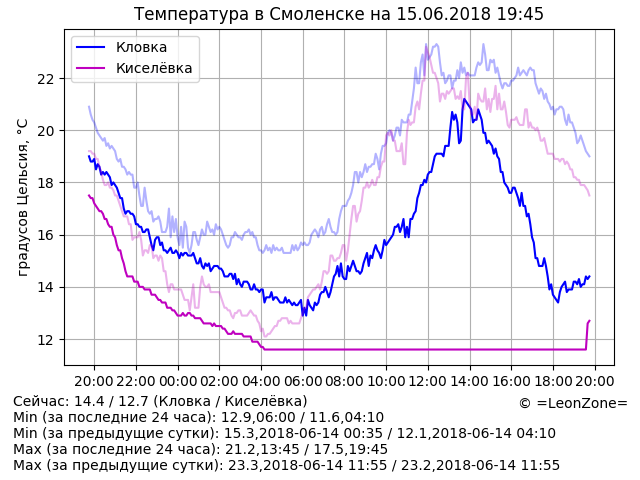 Температура в Смоленске на 15.06.2018 19:45
Кловка
Киселёвка
градусов Цельсия, °C
22
20
18
16
14
12
20:00 22:00 00:00 02:00 04:00 06:00 08:00 10:00 12:00 14:00 16:00 18:00 20:00
Сейчас: 14.4 / 12.7 (Кловка / Киселёвка)
© =LeonZone=
Min (за последние 24 часа): 12.9,06:00 / 11.6,04:10
Min (за предыдущие сутки): 15.3,2018-06-14 00:35 / 12.1,2018-06-14 04:10
Max (за последние 24 часа): 21.2,13:45 / 17.5,19:45
Max (за предыдущие сутки): 23.3,2018-06-14 11:55 / 23.2,2018-06-14 11:55